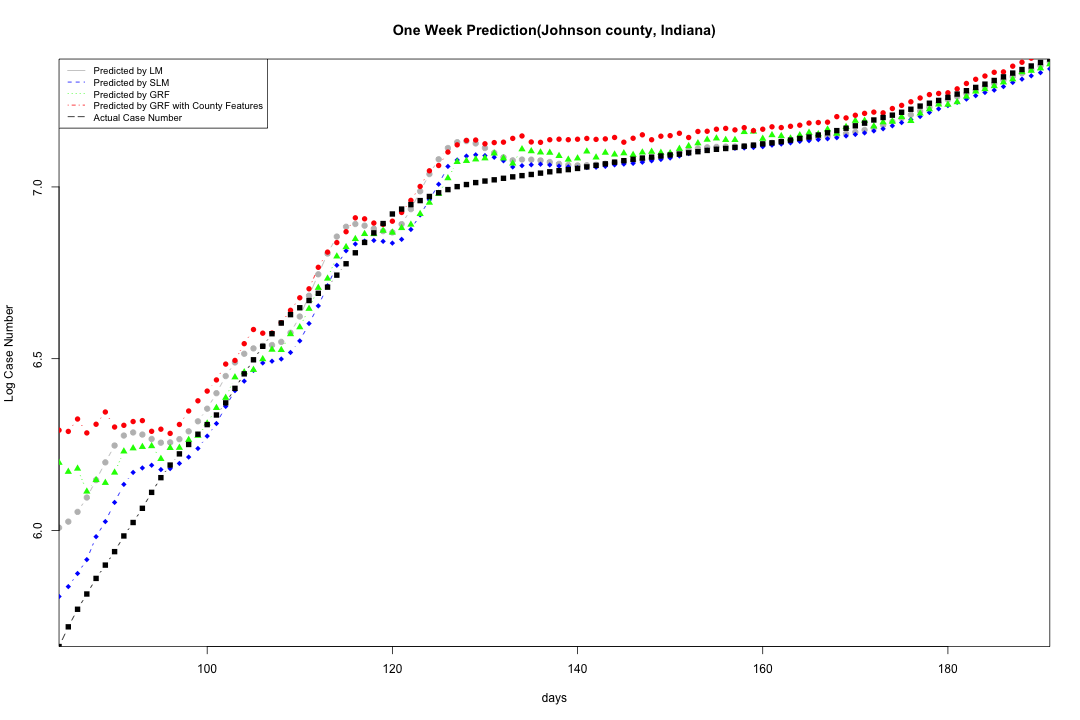 One Week Prediction(Johnson county, Indiana)
Predicted by LM
Predicted by SLM
Predicted by GRF
Predicted by GRF with County Features
Actual Case Number
Log Case Number
7.0
6.5
6.0
100 120 140 160 180
days